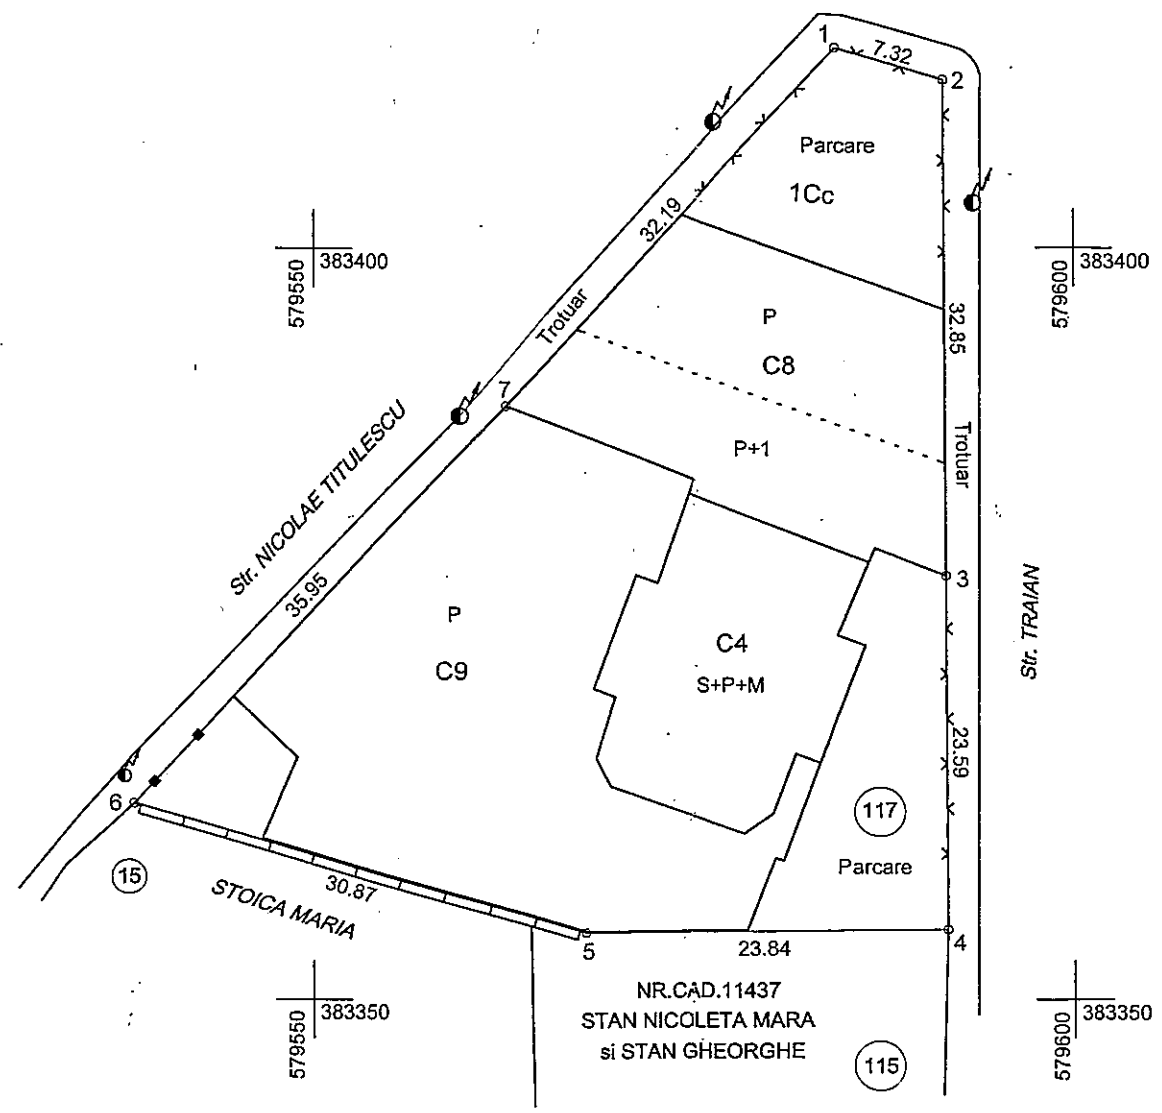 1
7.32
2
Parcare
1Cc
32.19
383400
579550
383400
579600
Trotuar
P
C8
32.85
7
Str. NICOLAE TITULESCU
P+1
Trotuar
3
35.95
P
C9
C4
S+P+M
Str. TRAIAN
23.59
6
117
Parcare
15
STOICA MARIA
30.87
5
23.84
4
NR.CAD.11437
STAN NICOLETA MARA
si STAN GHEORGHE
383350
579550
383350
579600
115